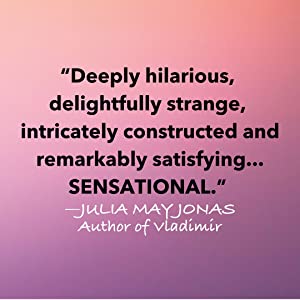 “Deeply hilarious,
delightfully strange,
intricately constructed and
remarkably satisfying...
SENSATIONAL.”
—JULIA MAY JONAS
Author of Vladimir